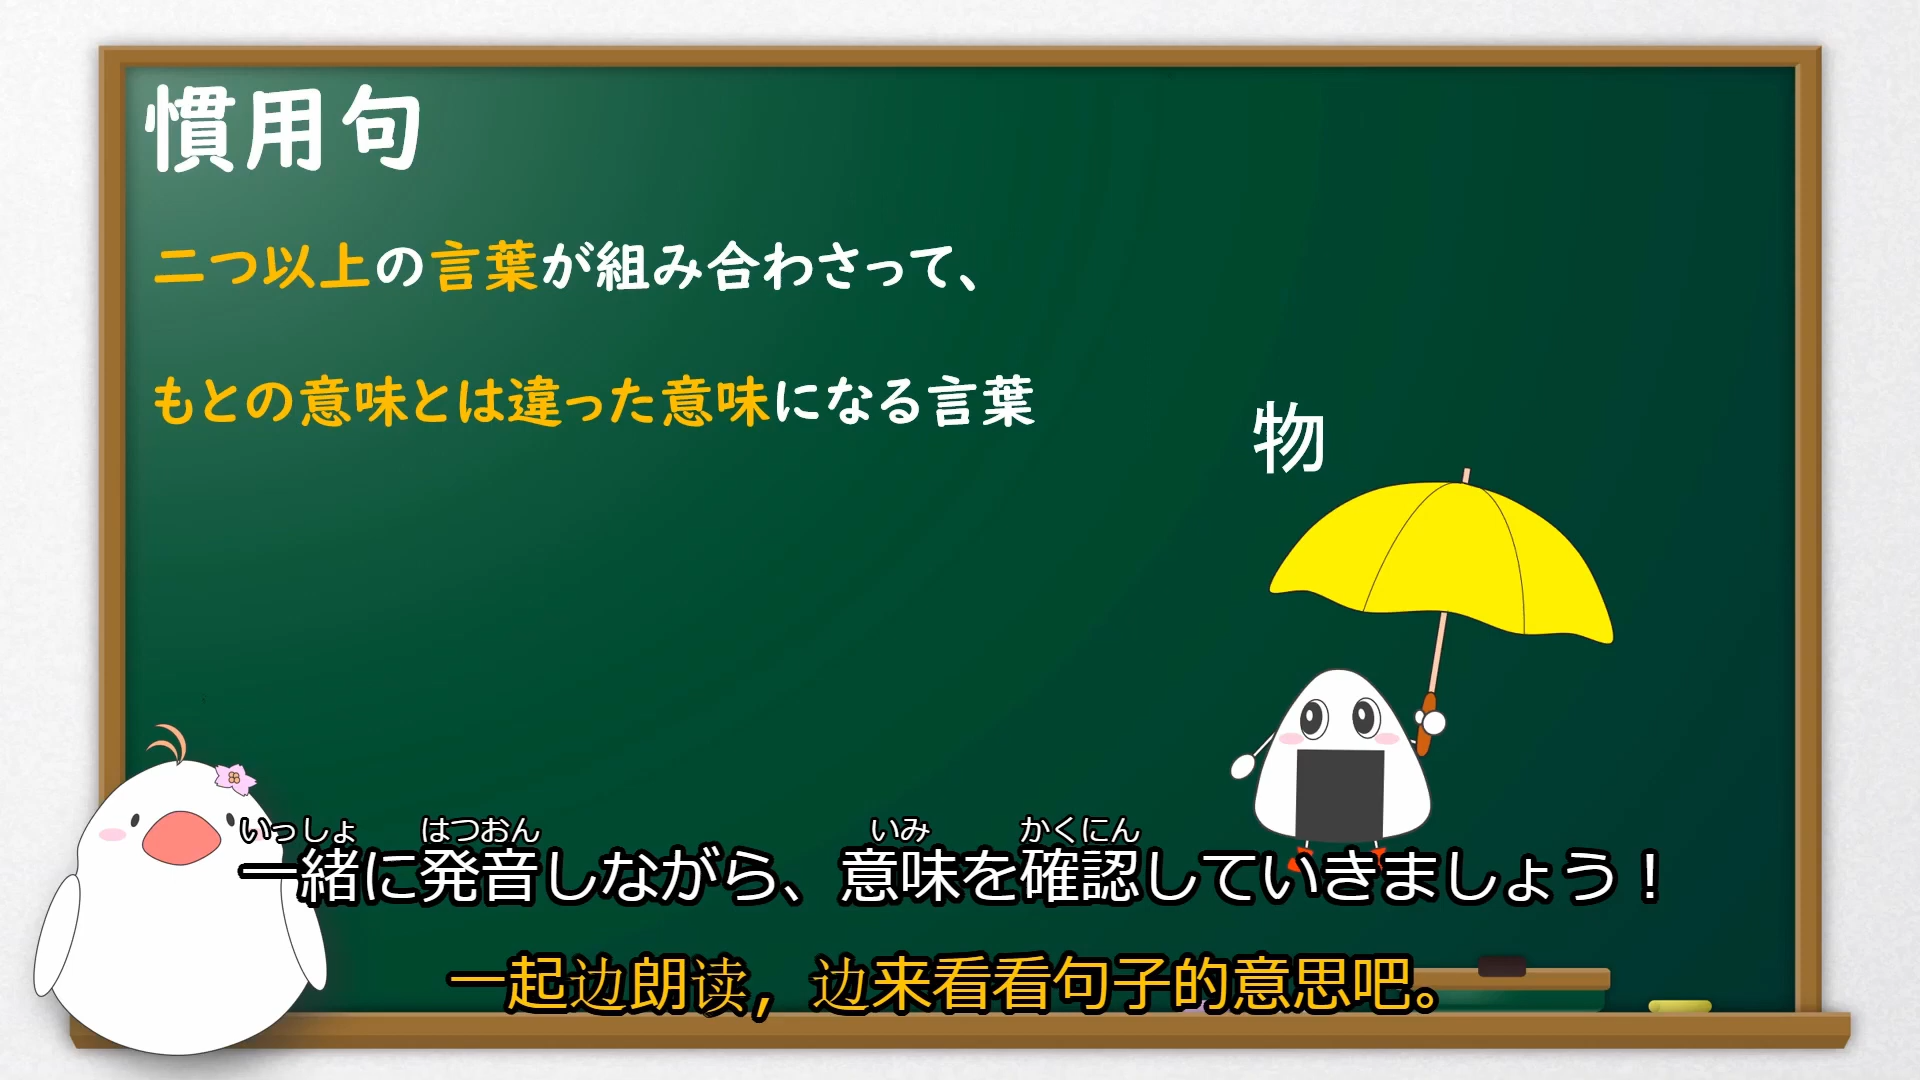 慣用句
二つ以上の言葉が組み合わさって、
もとの意味とは違った意味になる言葉
物
いっしょ はつおん いみ かくにん
一緒に発音しながら、意味を確認していきましょう！
一起边朗读，边来看看句子的意思吧。